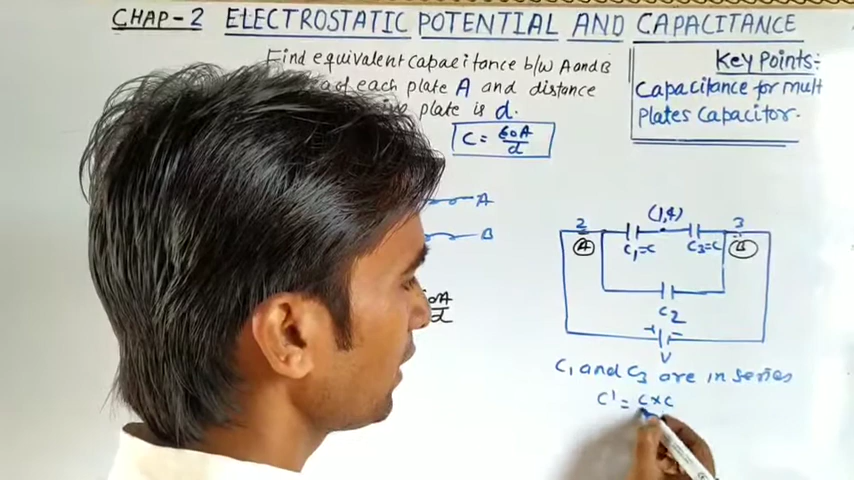 CHAP-2 ELECTROSTATIC POTENTIAL AND CAPACITANCE
Find equivalent capacitance b/w A and B
of each plate A and distance
plate is d.
C = ε0A/d
Key Points:-
Capacitance for mult
Plates Capacitor.
A
B
0A/d
2 (1,4) 3
A C1=C C3=C B
C2
+ -
V
C1 and C3 are in series
C' = C×C